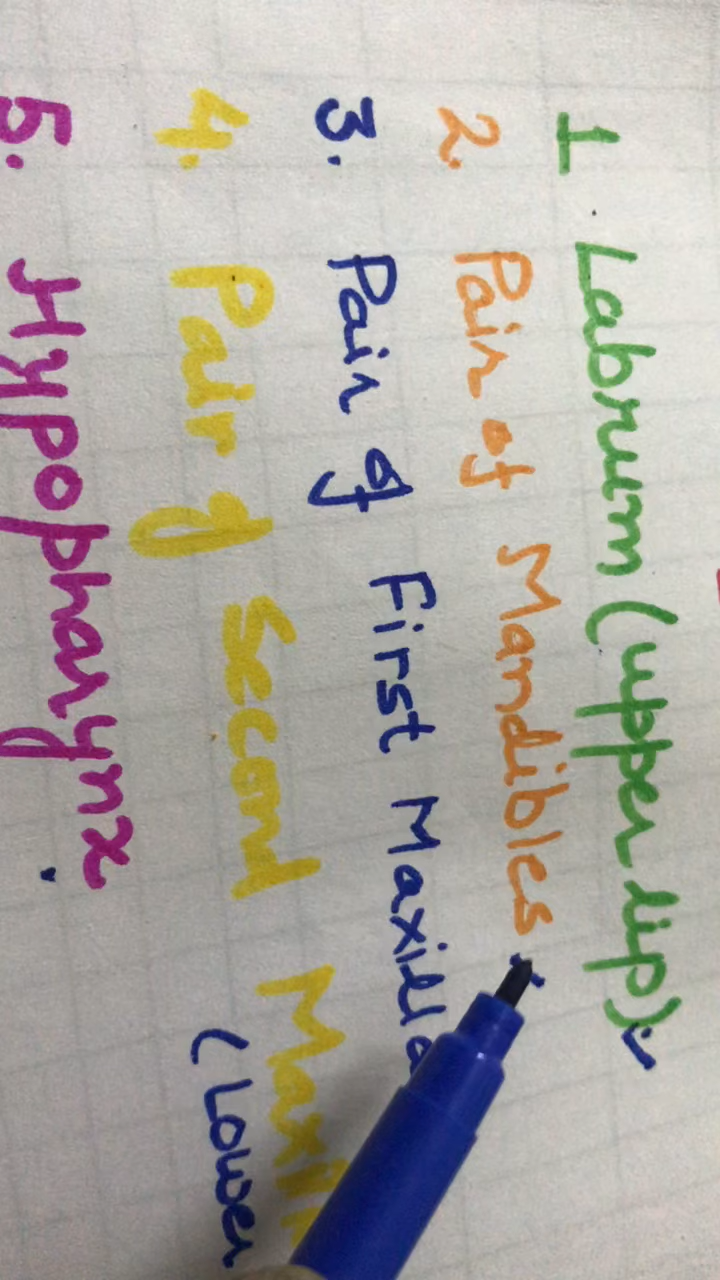 1. Labrum (upper lip)
2. Pair of Mandibles
3. Pair of First Maxilla
4. Pair of Second
(Lower
5. Hypopharynx